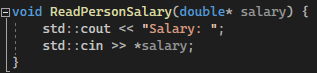 void ReadPersonSalary(double* salary) {
    std::cout << "Salary: ";
    std::cin >> *salary;
}